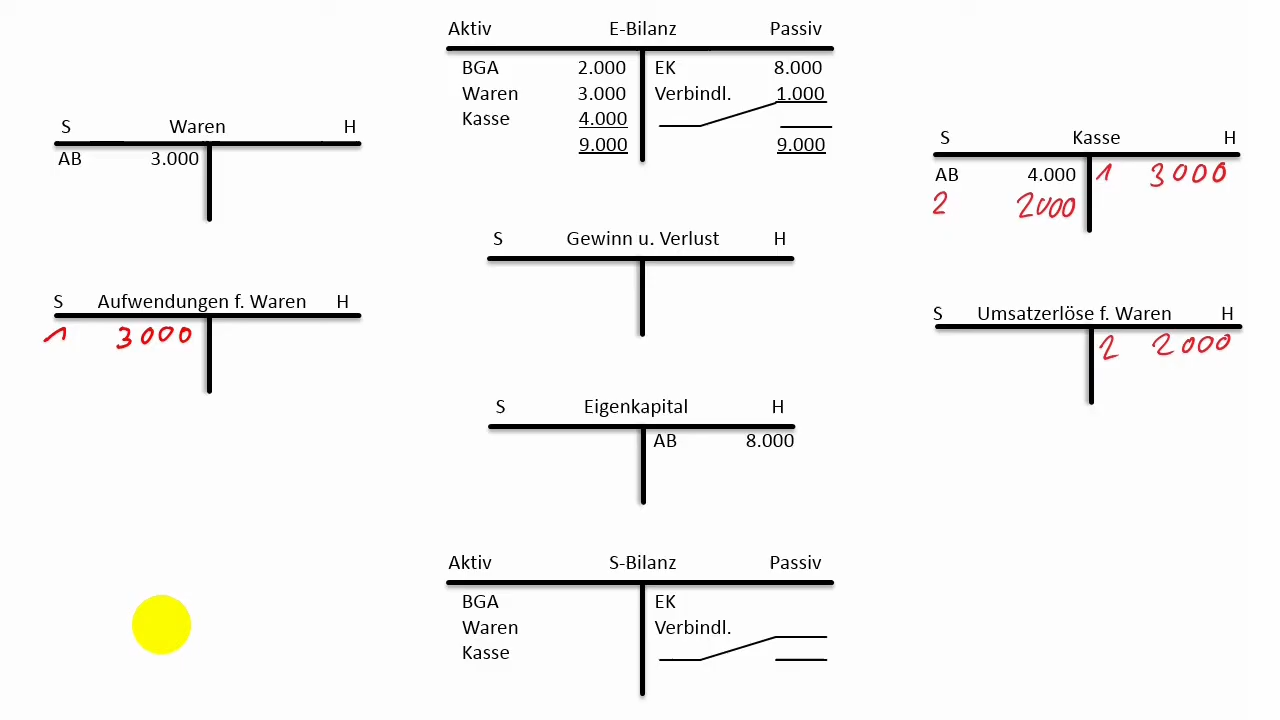 Aktiv E-Bilanz Passiv
BGA 2.000 EK 8.000
Waren 3.000 Verbindl. 1.000
Kasse 4.000
9.000 9.000
S Waren H
AB 3.000
S Kasse H
AB 4.000 1 3000
2 2000
S Gewinn u. Verlust H
S Aufwendungen f. Waren H
1 3000
S Umsatzerlöse f. Waren H
2 2000
S Eigenkapital H
AB 8.000
Aktiv S-Bilanz Passiv
BGA EK
Waren Verbindl.
Kasse